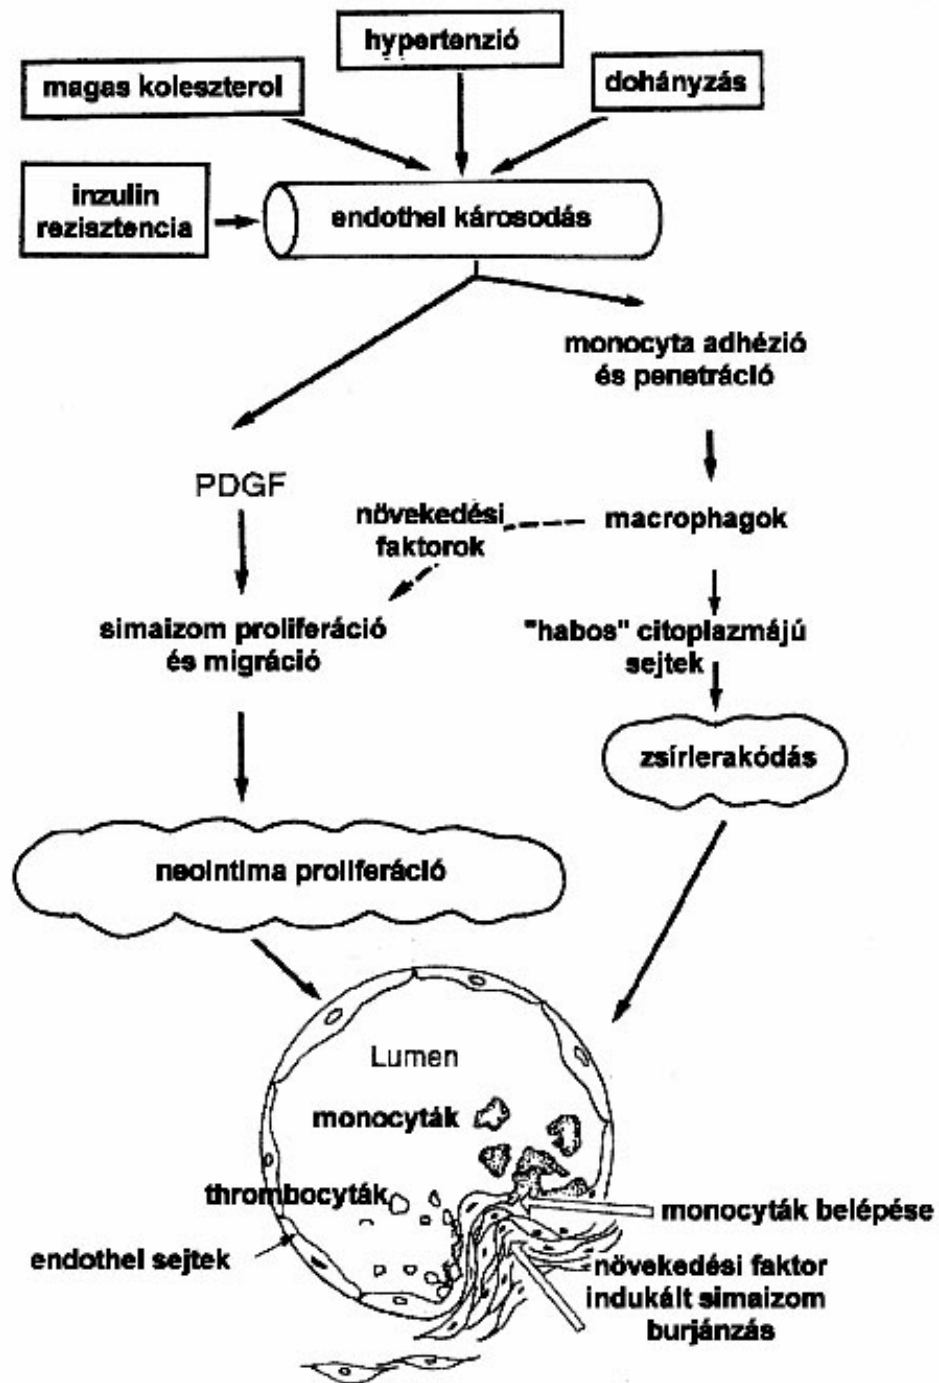 hypertenzió
magas koleszterol
dohányzás
inzulin
rezisztencia
endothel károsodás
monocyta adhézió
és penetráció
PDGF
növekedési
faktorok
macrophagok
simaizom proliferáció
és migráció
"habos" citoplazmájú
sejtek
zsírlerakódás
neointima proliferáció
Lumen
monocyták
thrombocyták
monocyták belépése
endothel sejtek
növekedési faktor
indukált simaizom
burjánzás